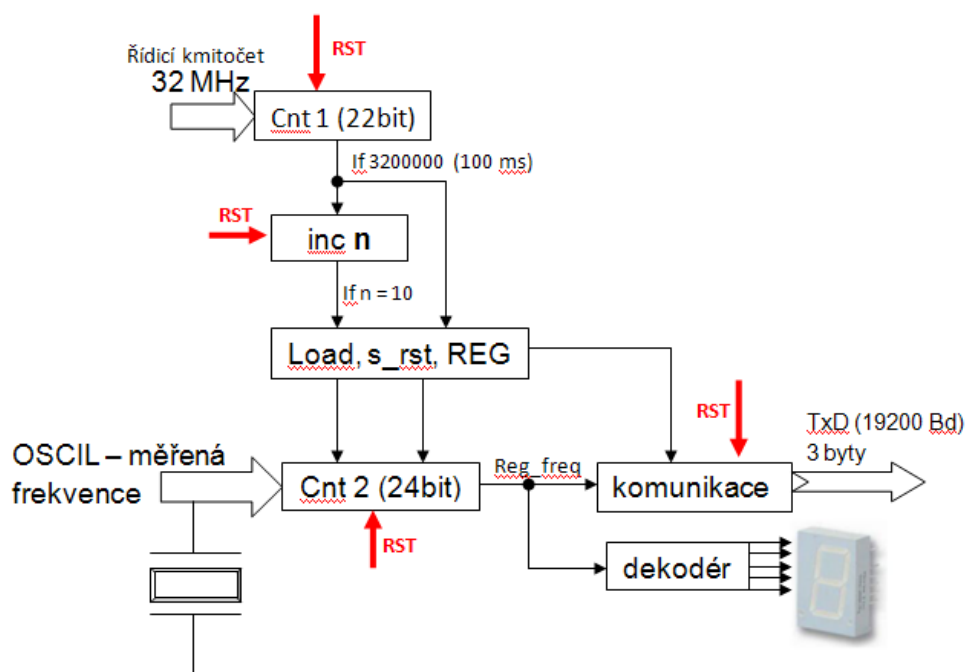 RST
Řídicí kmitočet
32 MHz
Cnt 1 (22bit)
If 3200000 (100 ms)
RST
inc n
If n = 10
Load, s_rst, REG
RST
TxD (19200 Bd)
3 byty
OSCIL – měřená
frekvence
Cnt 2 (24bit)
Reg_freq
komunikace
RST
dekodér